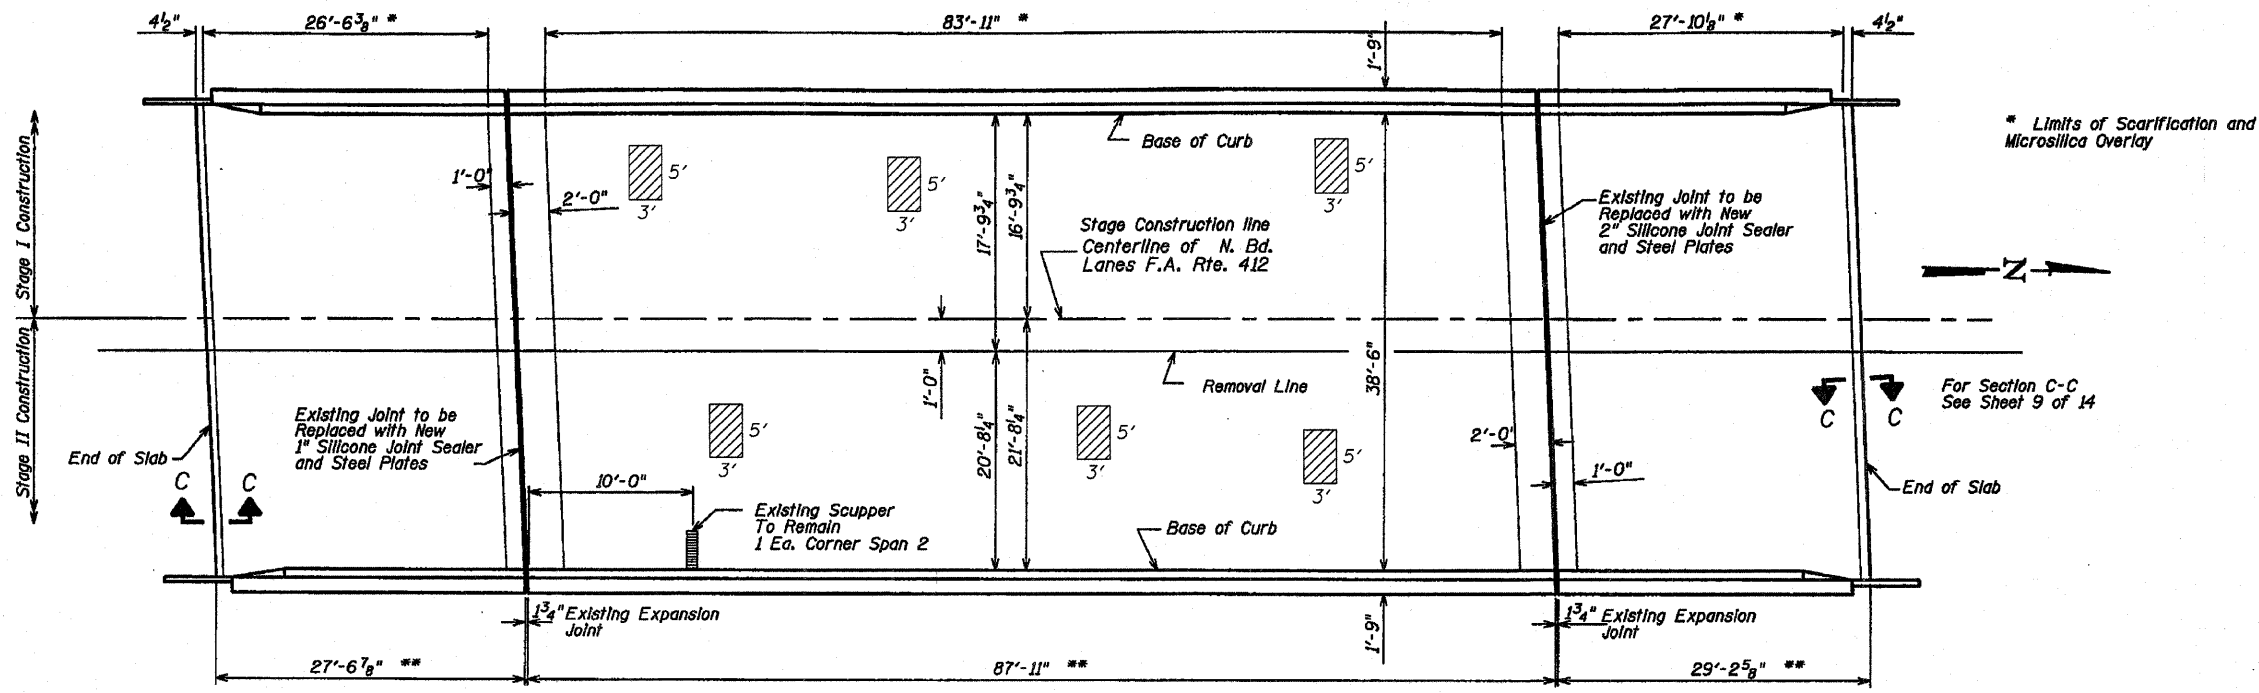 4½" 26'-6⅜" * 83'-11" * 27'-10⅛" * 4½"
1'-9"
* Limits of Scarification and
Microsilica Overlay
Base of Curb
Stage I Construction
5'
3'
5'
3'
5'
3'
1'-0"
2'-0"
17'-9¾"
16'-9¾"
Stage Construction line
Centerline of N. Bd.
Lanes F.A. Rte. 412
Existing Joint to be
Replaced with New
2" Silicone Joint Sealer
and Steel Plates
N
Stage II Construction
1'-0"
38'-6"
Removal Line
C C
For Section C-C
See Sheet 9 of 14
Existing Joint to be
Replaced with New
1" Silicone Joint Sealer
and Steel Plates
5'
3'
5'
3'
5'
3'
20'-8¼"
21'-8¼"
2'-0"
1'-0"
End of Slab
C C
End of Slab
10'-0"
Existing Scupper
To Remain
1 Ea. Corner Span 2
Base of Curb
1¾" Existing Expansion
Joint
1'-9"
1¾" Existing Expansion
Joint
27'-6⅞" ** 87'-11" ** 29'-2⅝" **